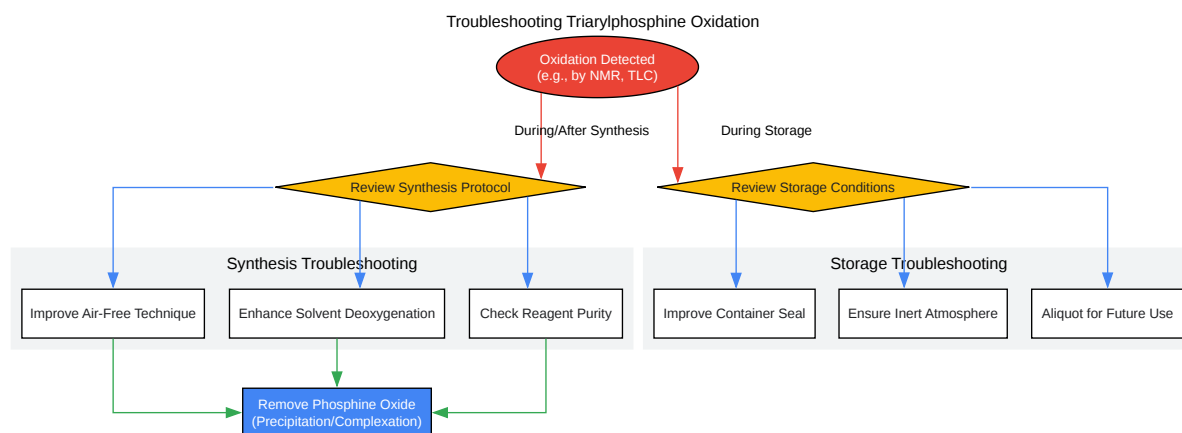 Troubleshooting Triarylphosphine Oxidation
Oxidation Detected
(e.g., by NMR, TLC)
During/After Synthesis
During Storage
Review Synthesis Protocol
Review Storage Conditions
Synthesis Troubleshooting
Storage Troubleshooting
Improve Air-Free Technique
Enhance Solvent Deoxygenation
Check Reagent Purity
Improve Container Seal
Ensure Inert Atmosphere
Aliquot for Future Use
Remove Phosphine Oxide
(Precipitation/Complexation)